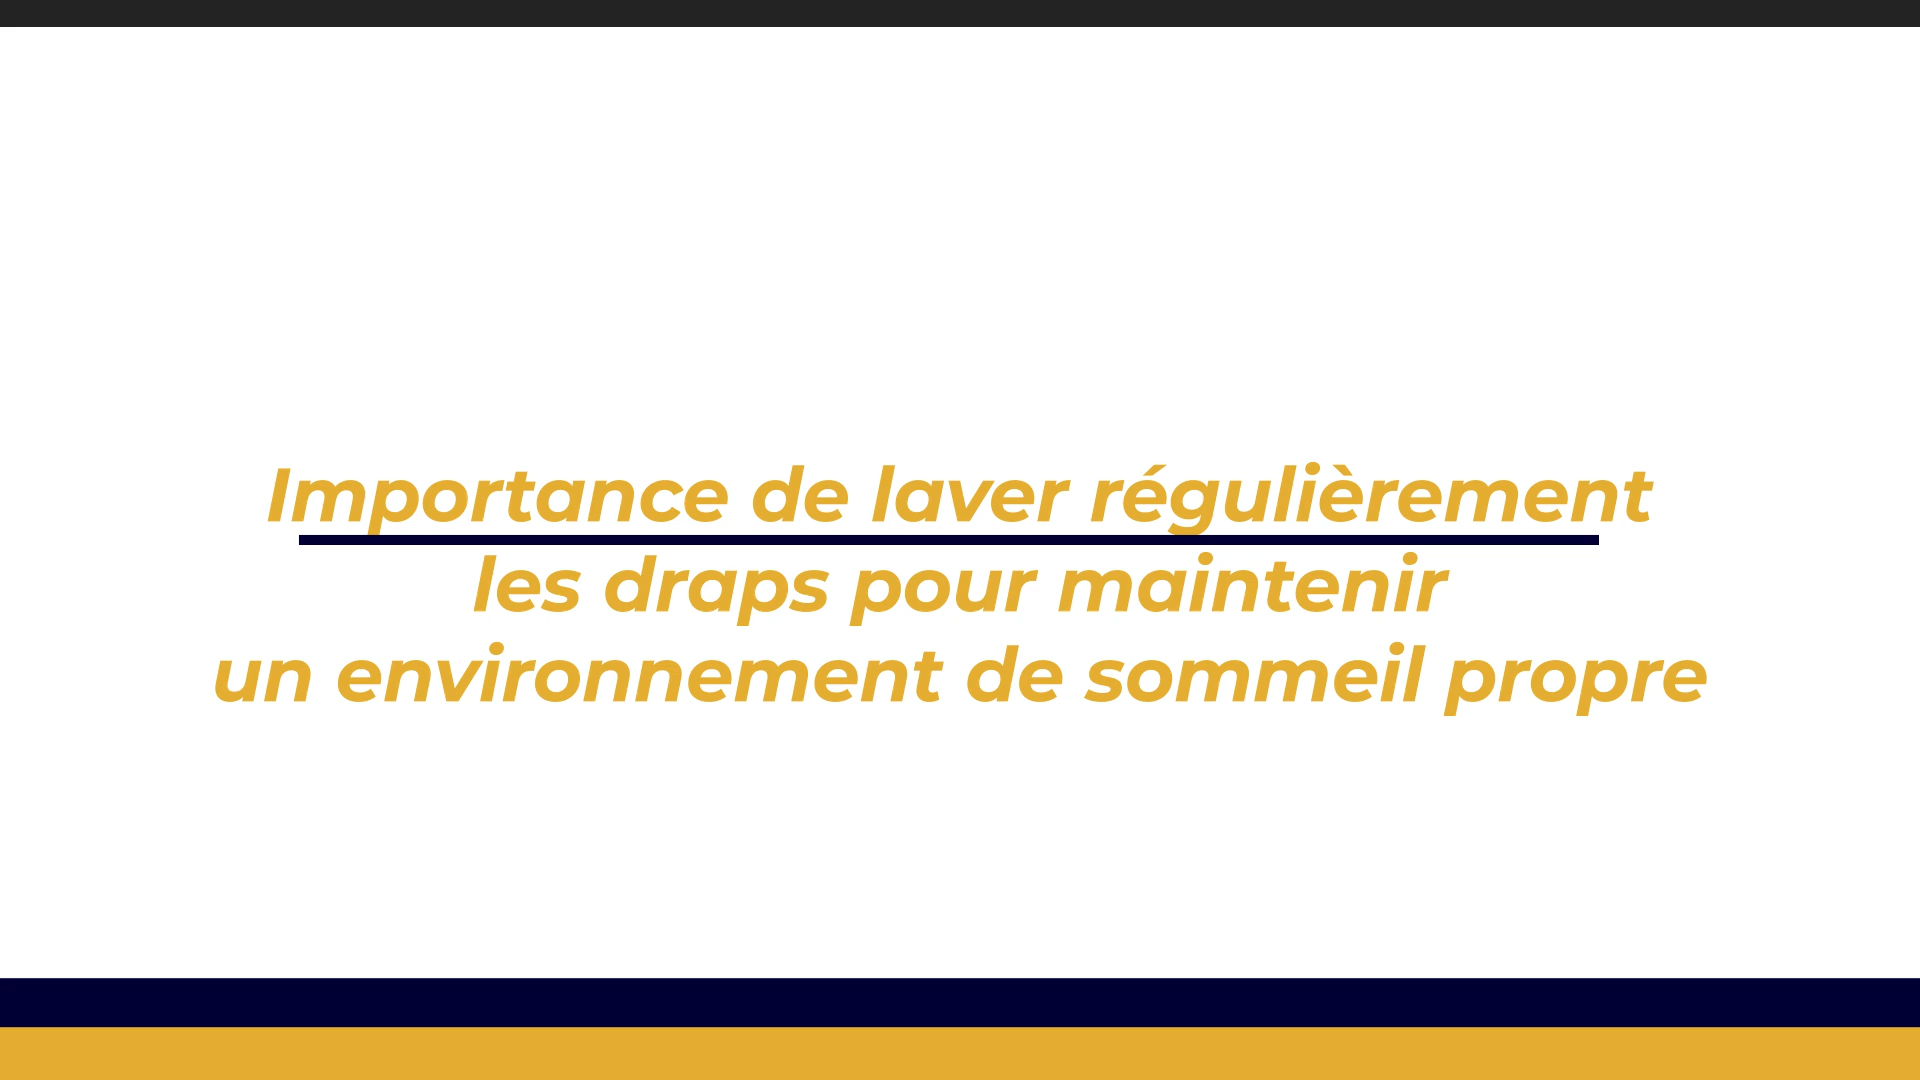 Importance de laver régulièrement
les draps pour maintenir
un environnement de sommeil propre